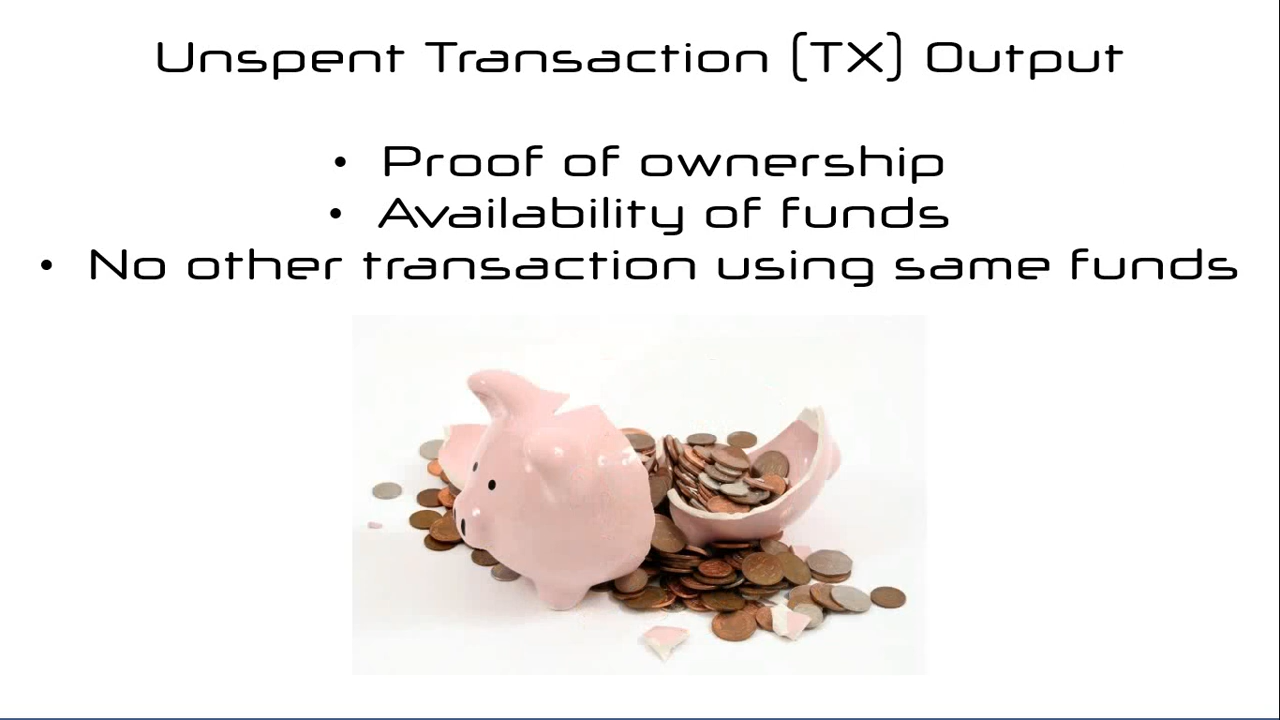 Unspent Transaction (TX) Output
• Proof of ownership
• Availability of funds
• No other transaction using same funds